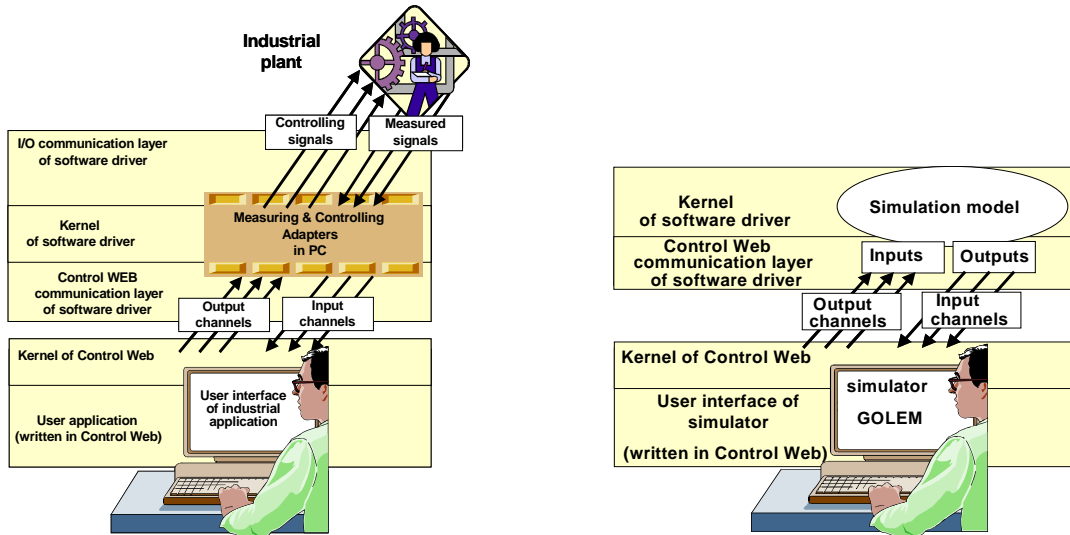 Industrial
plant
Controlling
signals
Measured
signals
I/O communication layer
of software driver
Measuring & Controlling
Adapters
in PC
Kernel
of software driver
Control WEB
communication layer
of software driver
Output
channels
Input
channels
Kernel of Control Web
User interface
of industrial
application
User application
(written in Control Web)
Kernel
of software driver
Simulation model
Control Web
communication layer
of software driver
Inputs
Outputs
Output
channels
Input
channels
Kernel of Control Web
simulator
GOLEM
User interface of
simulator
(written in Control Web)